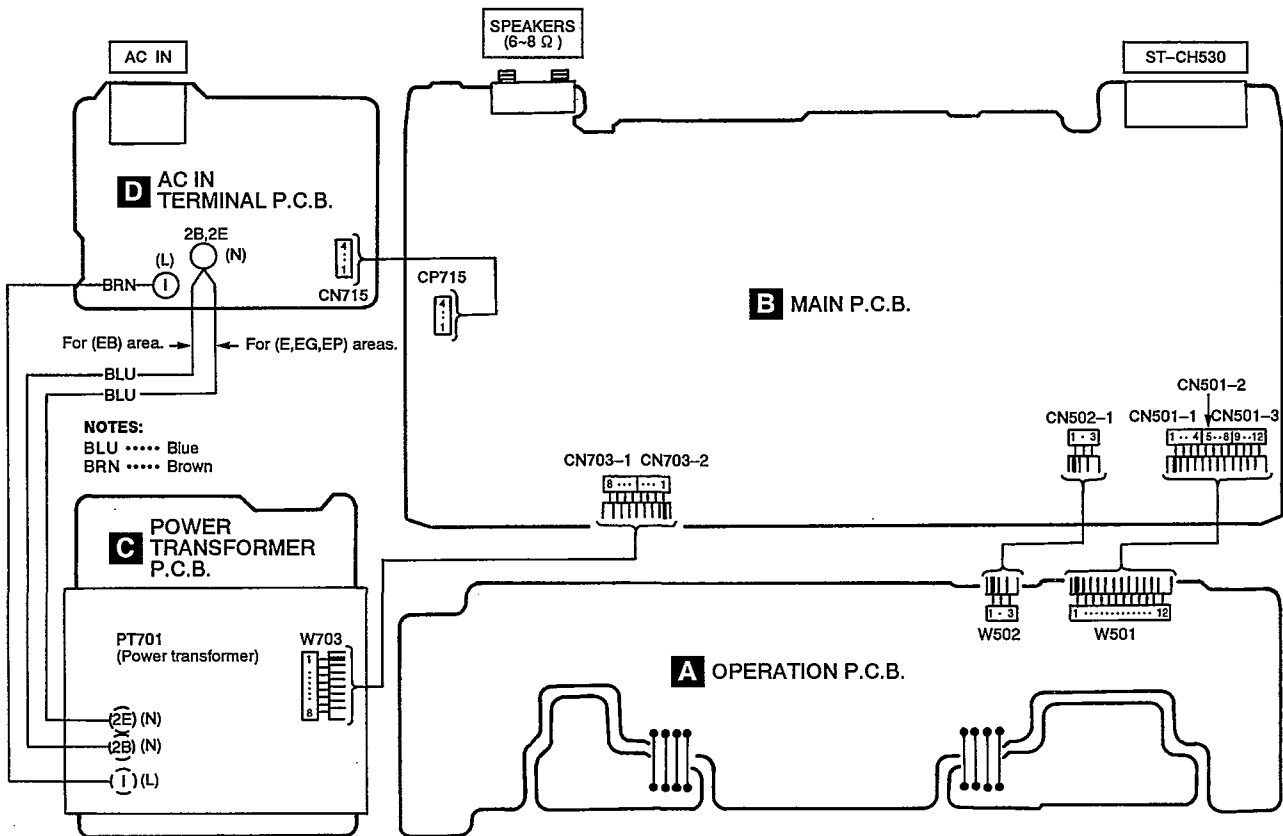 SPEAKERS
(6~8 Ω )
AC IN
ST–CH530
D AC IN
TERMINAL P.C.B.
2B,2E
(L)
(N)
BRN
I
4
1
CN715
CP715
4
1
B MAIN P.C.B.
For (EB) area.
For (E,EG,EP) areas.
BLU
BLU
NOTES:
BLU ····· Blue
BRN ····· Brown
CN501–2
CN502–1
CN501–1 CN501–3
1 · 3
1 ·· 4 5··8 9··12
CN703–1 CN703–2
8 ··· ··· 1
C POWER
TRANSFORMER
P.C.B.
PT701
(Power transformer)
W703
1
8
1 · 3
W502
1 ············· 12
W501
A OPERATION P.C.B.
(2E) (N)
(2B) (N)
(I) (L)